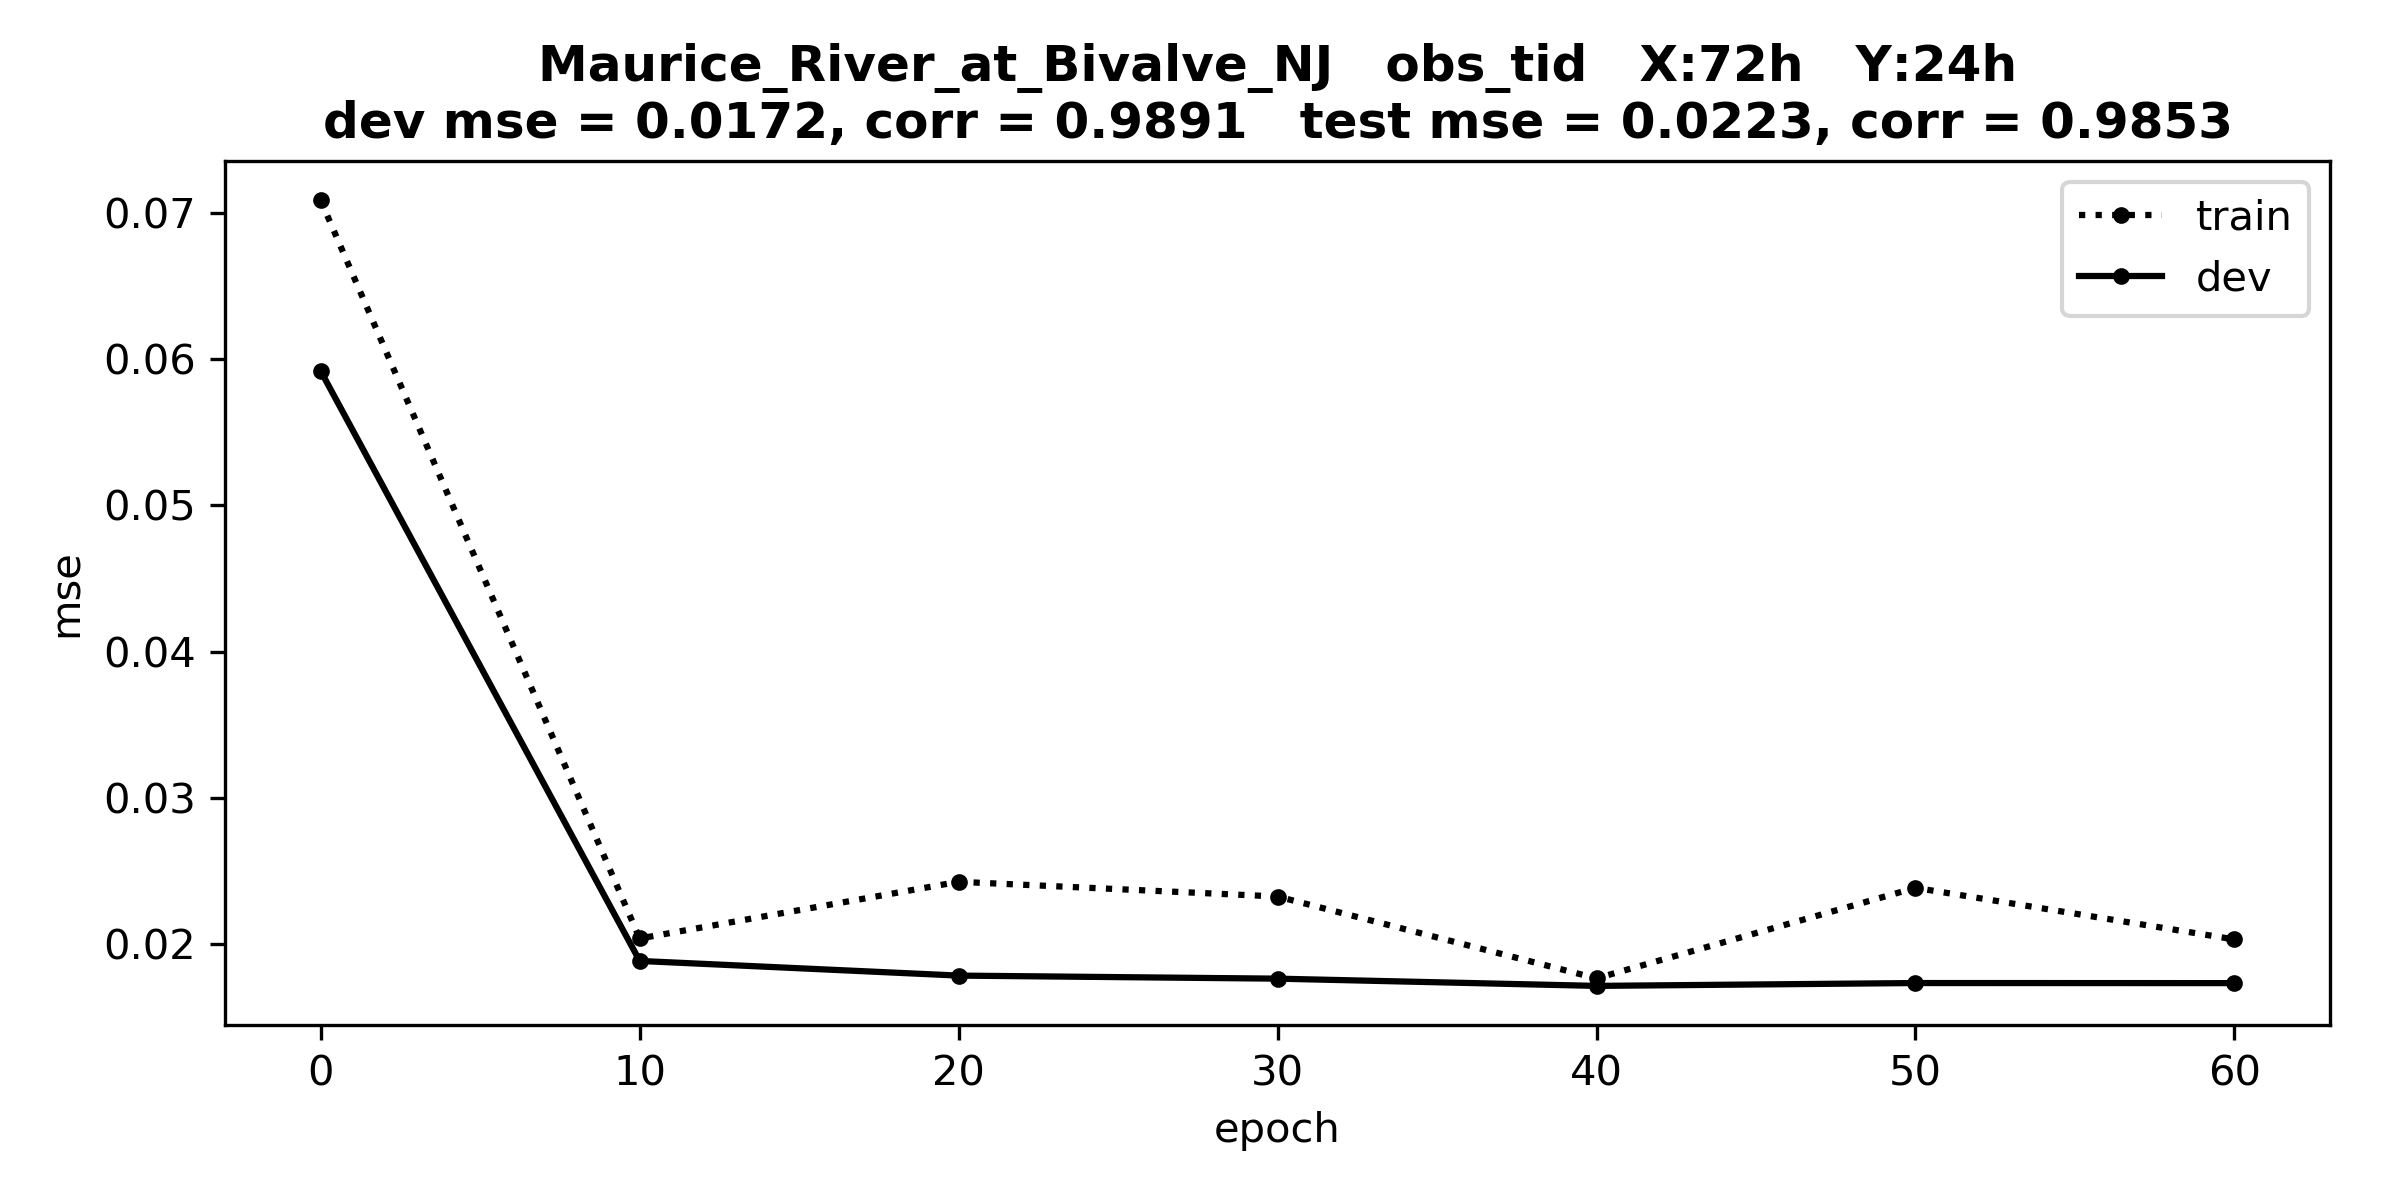 Maurice_River_at_Bivalve_NJ   obs_tid   X:72h   Y:24h
dev mse = 0.0172, corr = 0.9891   test mse = 0.0223, corr = 0.9853
train
dev
0.07
0.06
0.05
0.04
0.03
0.02
mse
0 10 20 30 40 50 60
epoch